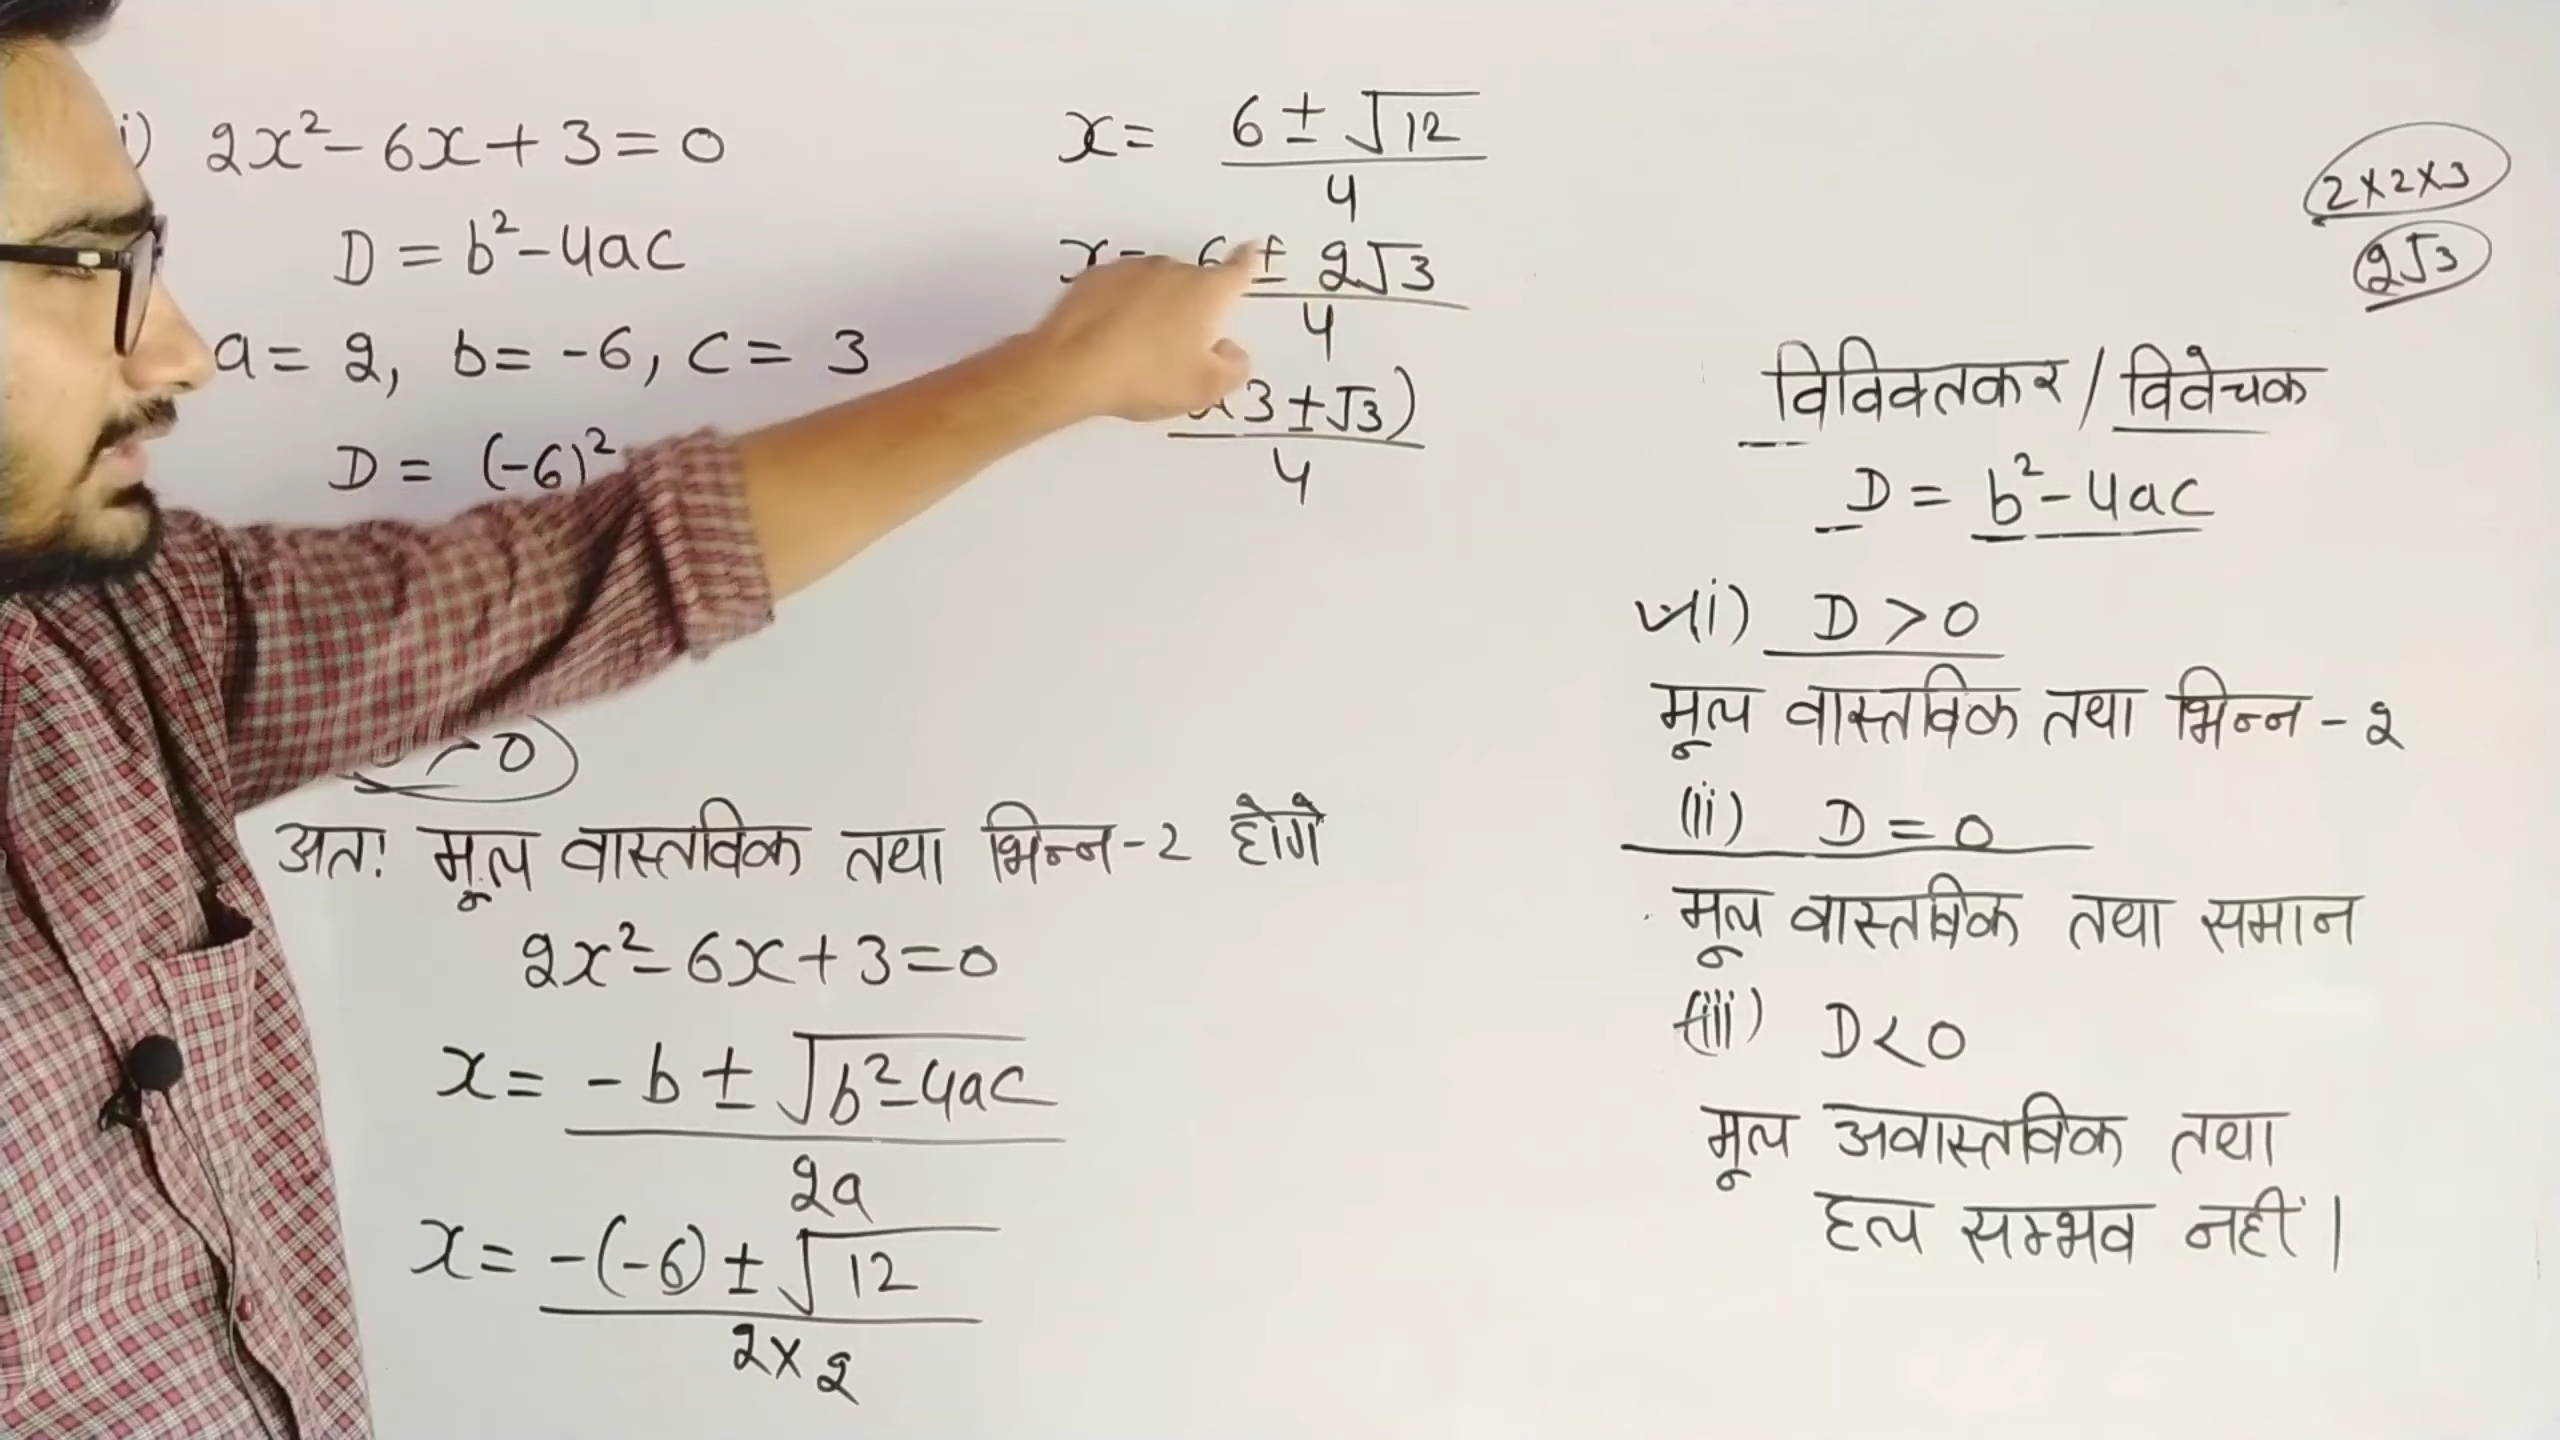 i) 2x² - 6x + 3 = 0
D = b² - 4ac
a = 2, b = -6, c = 3
D = (-6)²
> 0
अतः मूल वास्तविक तथा भिन्न-2 होंगे
2x² - 6x + 3 = 0
x = -b ± √b² - 4ac
2a
x = -(-6) ± √12
2×2
x = 6 ± √12
4
x = 6 ± 2√3
4
3 ± √3)
4
2×2×3
2√3
विविक्तकर / विवेचक
D = b² - 4ac
(i) D > 0
मूल वास्तविक तथा भिन्न - 2
(ii) D = 0
मूल वास्तविक तथा समान
(iii) D < 0
मूल अवास्तविक तथा
हल सम्भव नहीं।